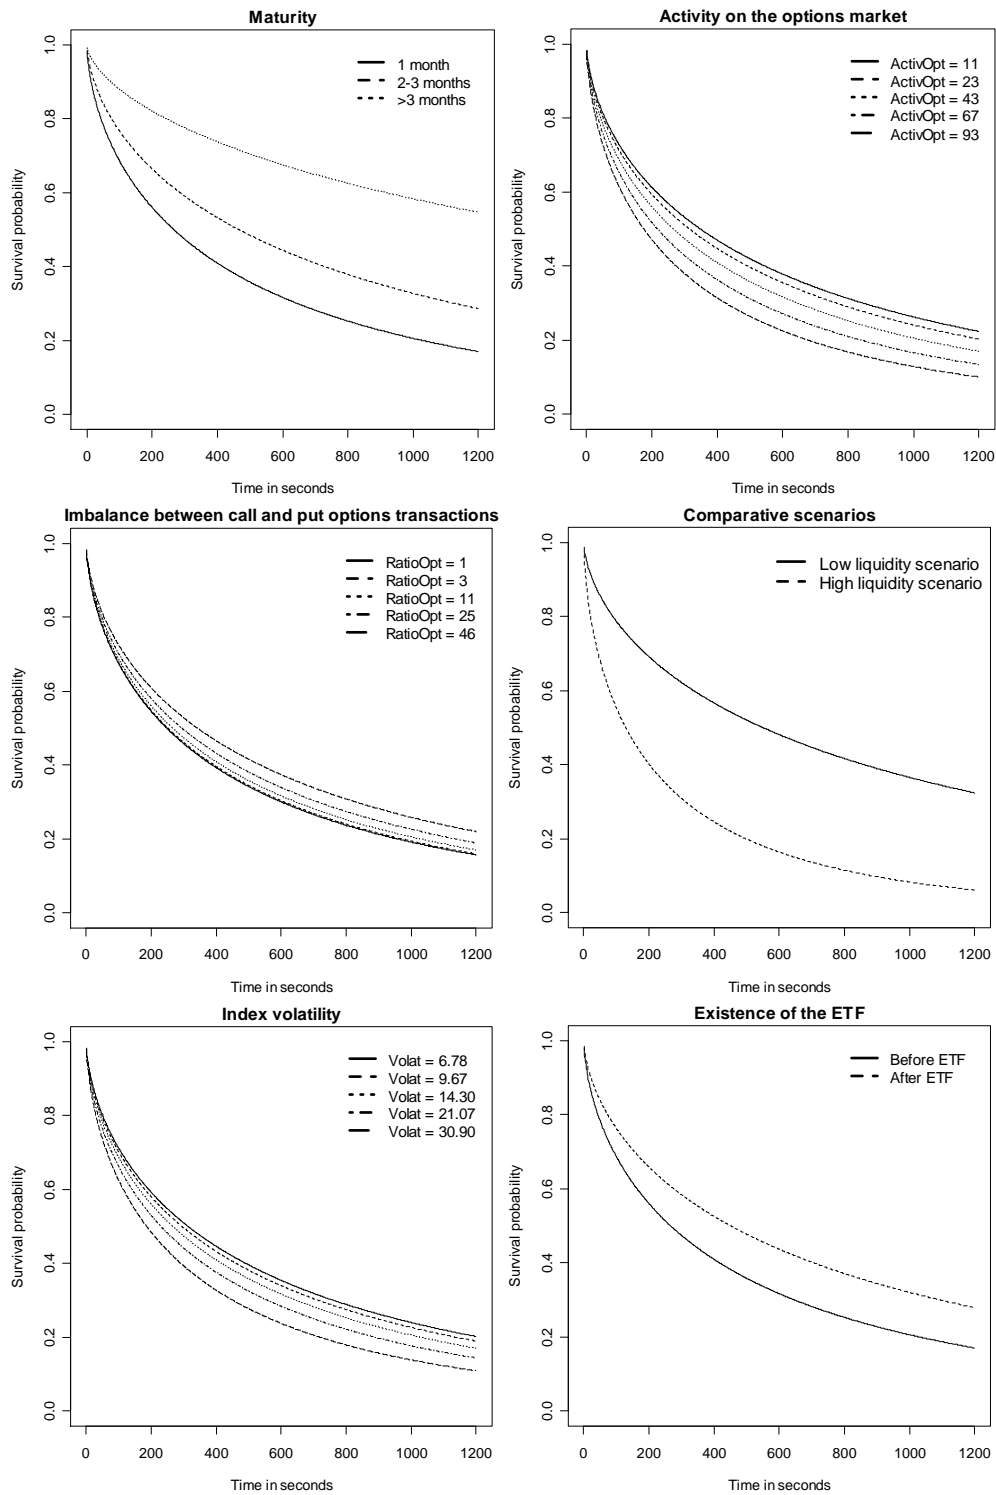 Maturity
Survival probability
1.0
0.8
0.6
0.4
0.2
0.0
1 month
2-3 months
>3 months
0 200 400 600 800 1000 1200
Time in seconds
Activity on the options market
Survival probability
1.0
0.8
0.6
0.4
0.2
0.0
ActivOpt = 11
ActivOpt = 23
ActivOpt = 43
ActivOpt = 67
ActivOpt = 93
0 200 400 600 800 1000 1200
Time in seconds
Imbalance between call and put options transactions
Survival probability
1.0
0.8
0.6
0.4
0.2
0.0
RatioOpt = 1
RatioOpt = 3
RatioOpt = 11
RatioOpt = 25
RatioOpt = 46
0 200 400 600 800 1000 1200
Time in seconds
Comparative scenarios
Survival probability
1.0
0.8
0.6
0.4
0.2
0.0
Low liquidity scenario
High liquidity scenario
0 200 400 600 800 1000 1200
Time in seconds
Index volatility
Survival probability
1.0
0.8
0.6
0.4
0.2
0.0
Volat = 6.78
Volat = 9.67
Volat = 14.30
Volat = 21.07
Volat = 30.90
0 200 400 600 800 1000 1200
Time in seconds
Existence of the ETF
Survival probability
1.0
0.8
0.6
0.4
0.2
0.0
Before ETF
After ETF
0 200 400 600 800 1000 1200
Time in seconds